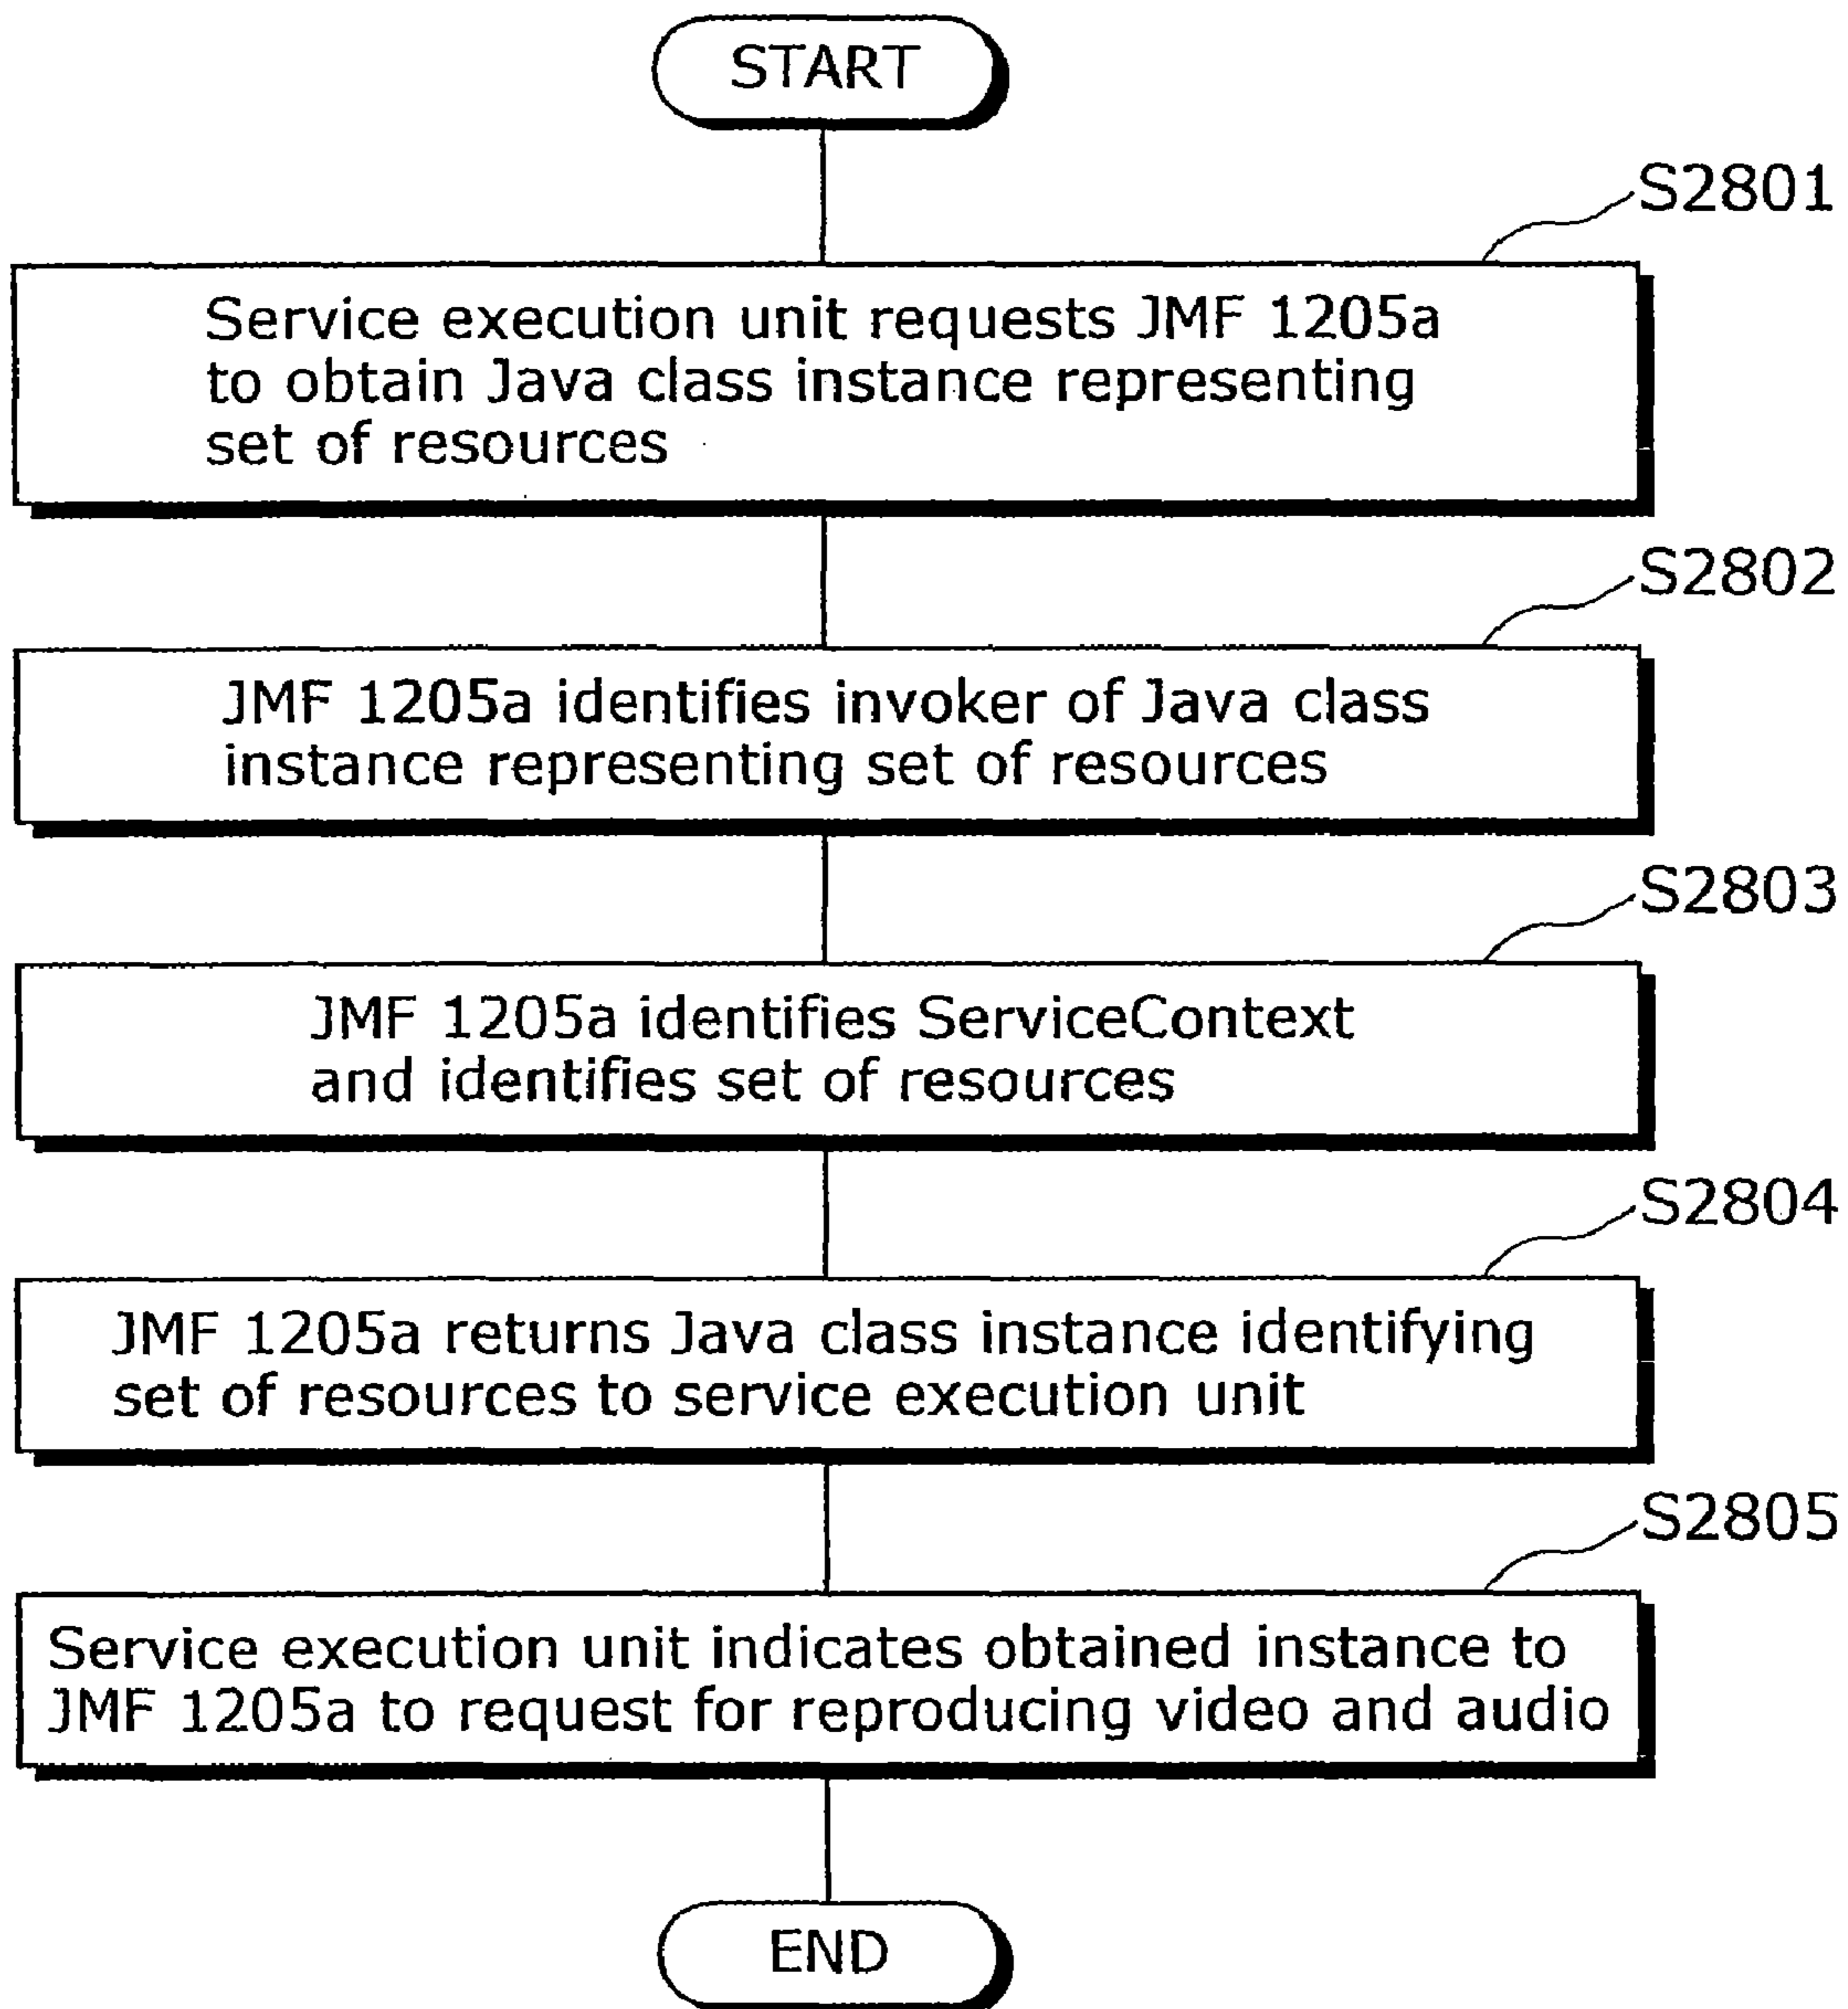 START
S2801
Service execution unit requests JMF 1205a
to obtain Java class instance representing
set of resources
S2802
JMF 1205a identifies invoker of Java class
instance representing set of resources
S2803
JMF 1205a identifies ServiceContext
and identifies set of resources
S2804
JMF 1205a returns Java class instance identifying
set of resources to service execution unit
S2805
Service execution unit indicates obtained instance to
JMF 1205a to request for reproducing video and audio
END